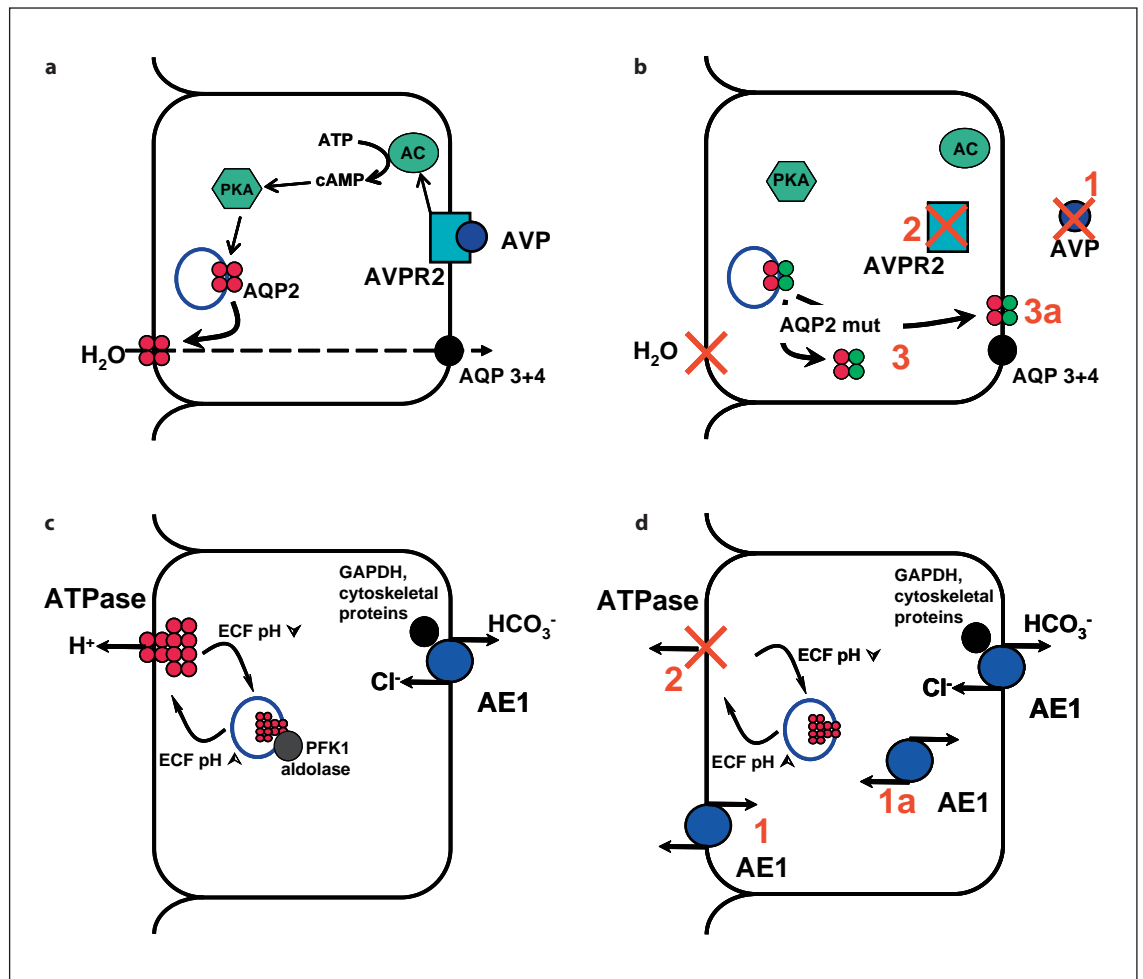 a
ATP
AC
cAMP
PKA
AVP
AVPR2
AQP2
H₂O
AQP 3+4
b
AC
PKA
1
2
AVP
AVPR2
3a
AQP2 mut
H₂O
3
AQP 3+4
c
GAPDH,
cytoskeletal
proteins
ATPase
HCO₃⁻
ECF pH
H⁺
Cl⁻
AE1
PFK1
ECF pH
aldolase
d
GAPDH,
cytoskeletal
proteins
ATPase
HCO₃⁻
ECF pH
2
Cl⁻
AE1
ECF pH
1a
AE1
1
AE1